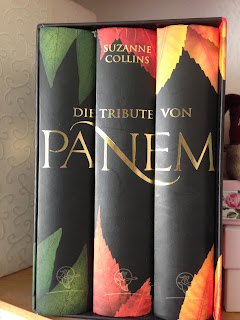 SUZANNE
COLLINS
DIE TRIBUTE VON
PANEM